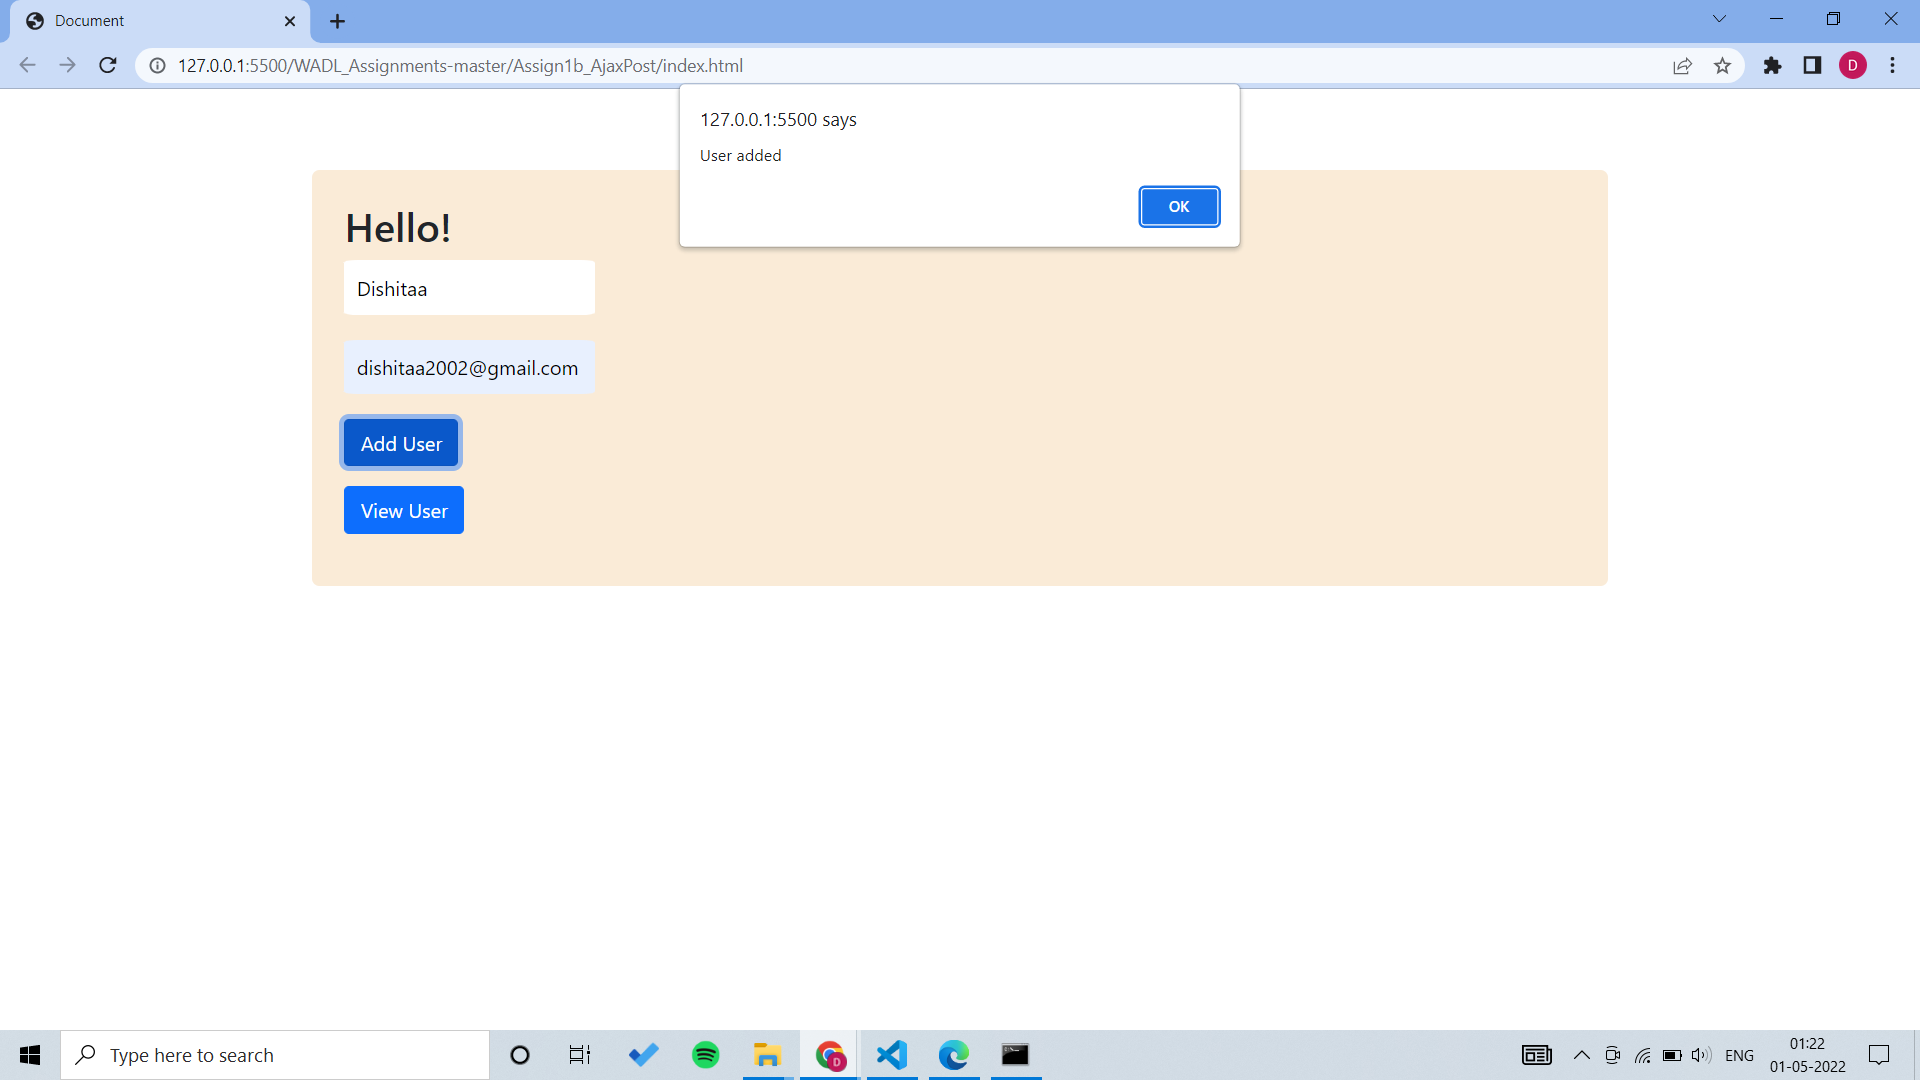 Document
127.0.0.1:5500/WADL_Assignments-master/Assign1b_AjaxPost/index.html
D
127.0.0.1:5500 says
User added
OK
Hello!
Dishitaa
dishitaa2002@gmail.com
Add User
View User
Type here to search
D
ENG
01:22
01-05-2022